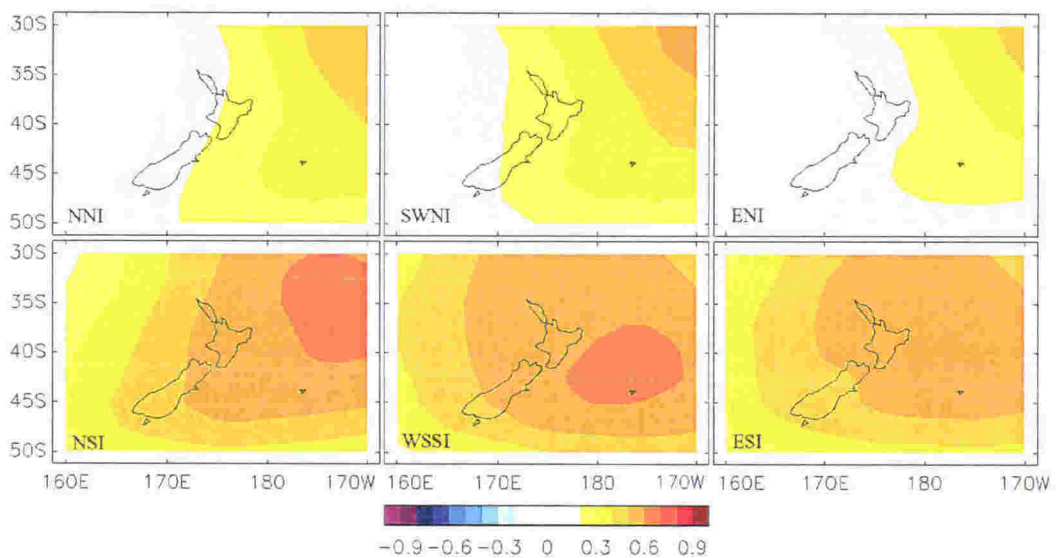 30S
35S
40S
45S
50S
NNI
SWNI
ENI
30S
35S
40S
45S
50S
NSI
WSSI
ESI
160E 170E 180 170W 160E 170E 180 170W 160E 170E 180 170W
-0.9 -0.6 -0.3 0 0.3 0.6 0.9